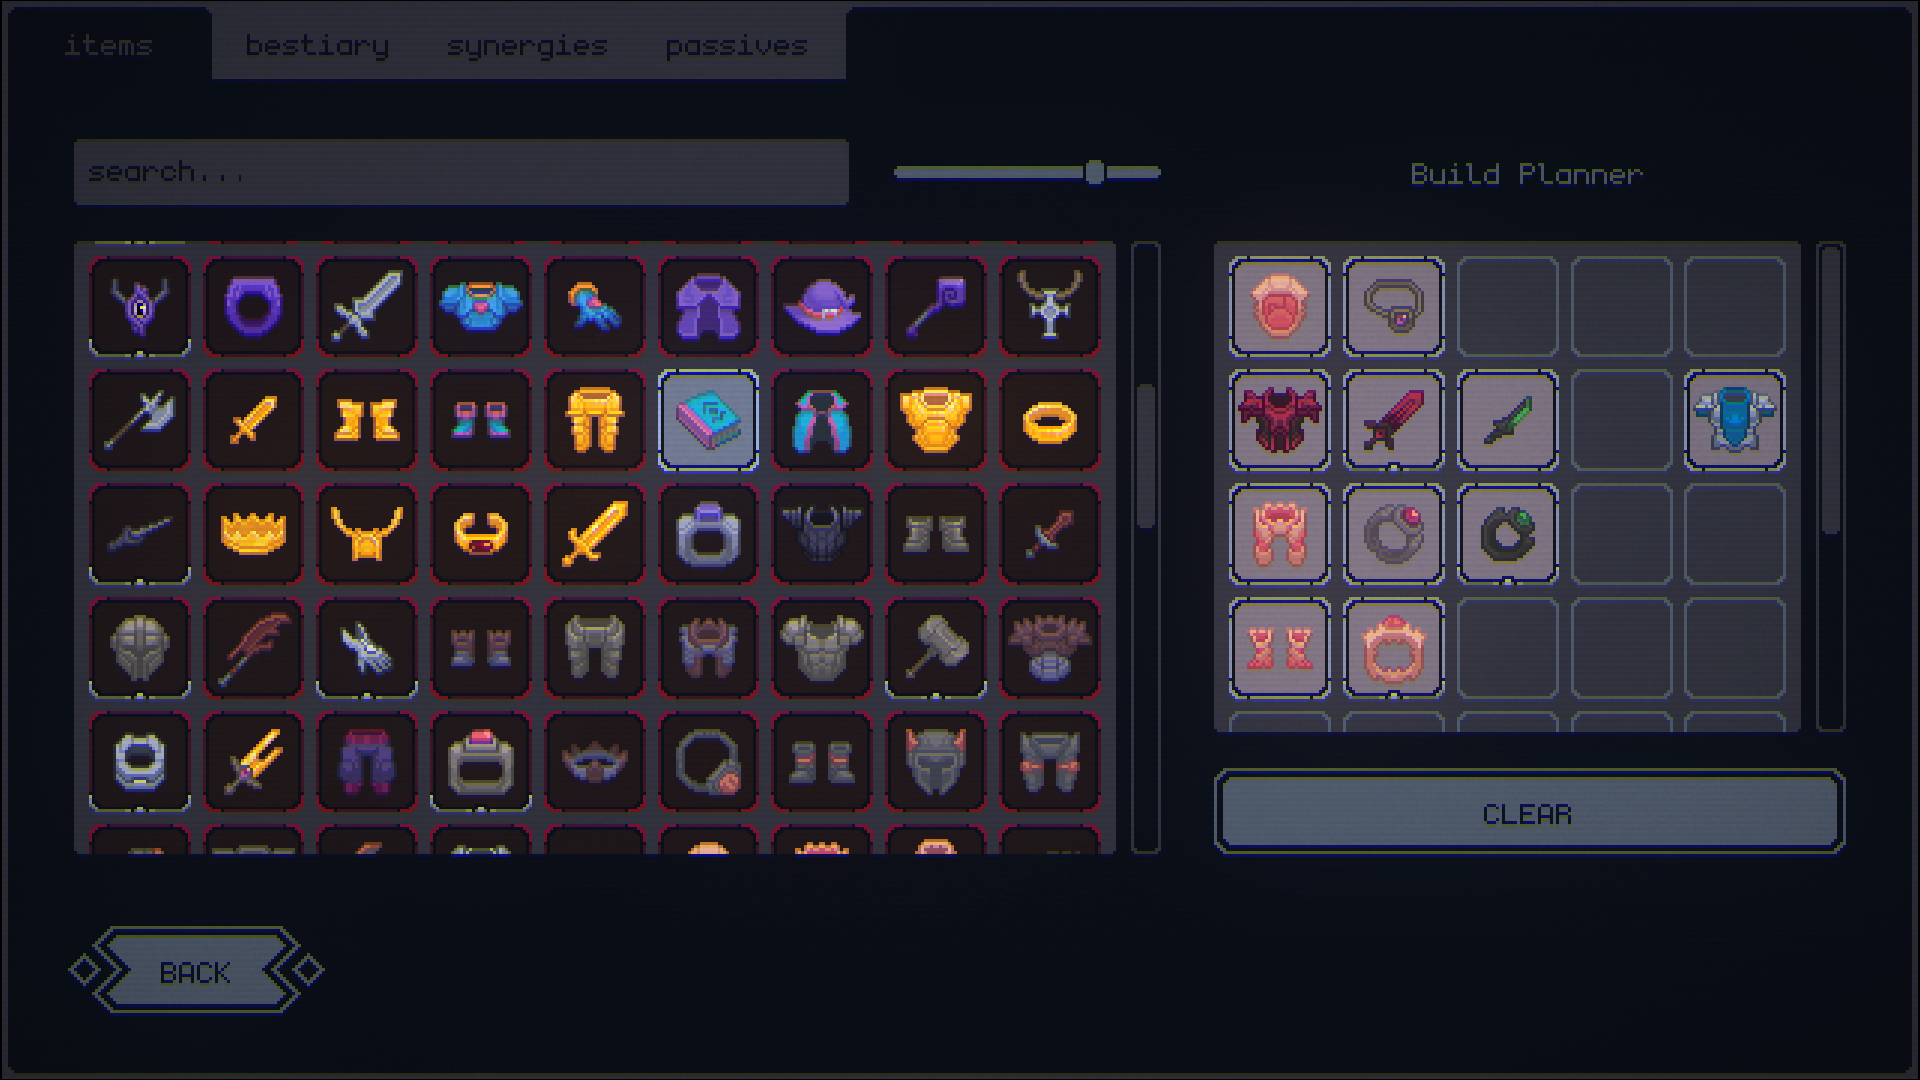 items bestiary synergies passives
search...
Build Planner
CLEAR
BACK